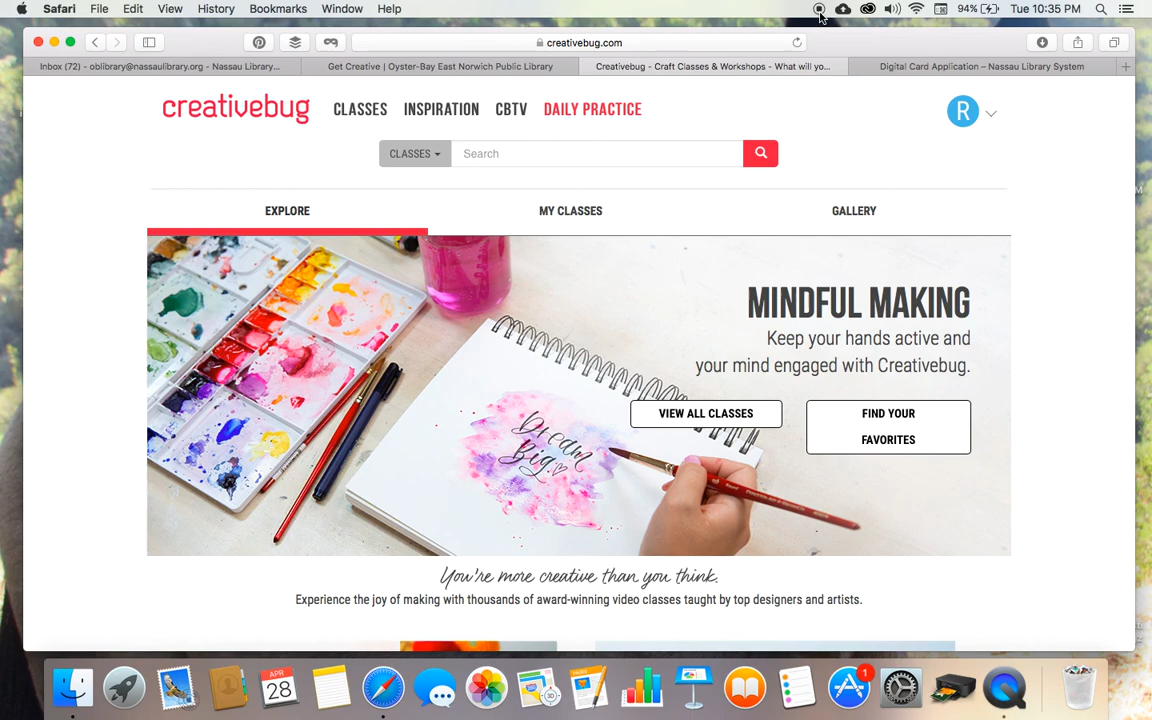 Safari File Edit View History Bookmarks Window Help 94% Tue 10:35 PM
creativebug.com
Inbox (72) - oblibrary@nassaulibrary.org - Nassau Library... Get Creative | Oyster-Bay East Norwich Public Library Creativebug - Craft Classes & Workshops - What will yo... Digital Card Application – Nassau Library System
creativebug CLASSES INSPIRATION CBTV DAILY PRACTICE R
CLASSES Search
EXPLORE MY CLASSES GALLERY
MINDFUL MAKING
Keep your hands active and
your mind engaged with Creativebug.
VIEW ALL CLASSES FIND YOUR
FAVORITES
Dream
Big
You're more creative than you think.
Experience the joy of making with thousands of award-winning video classes taught by top designers and artists.
APR
28
3D
1